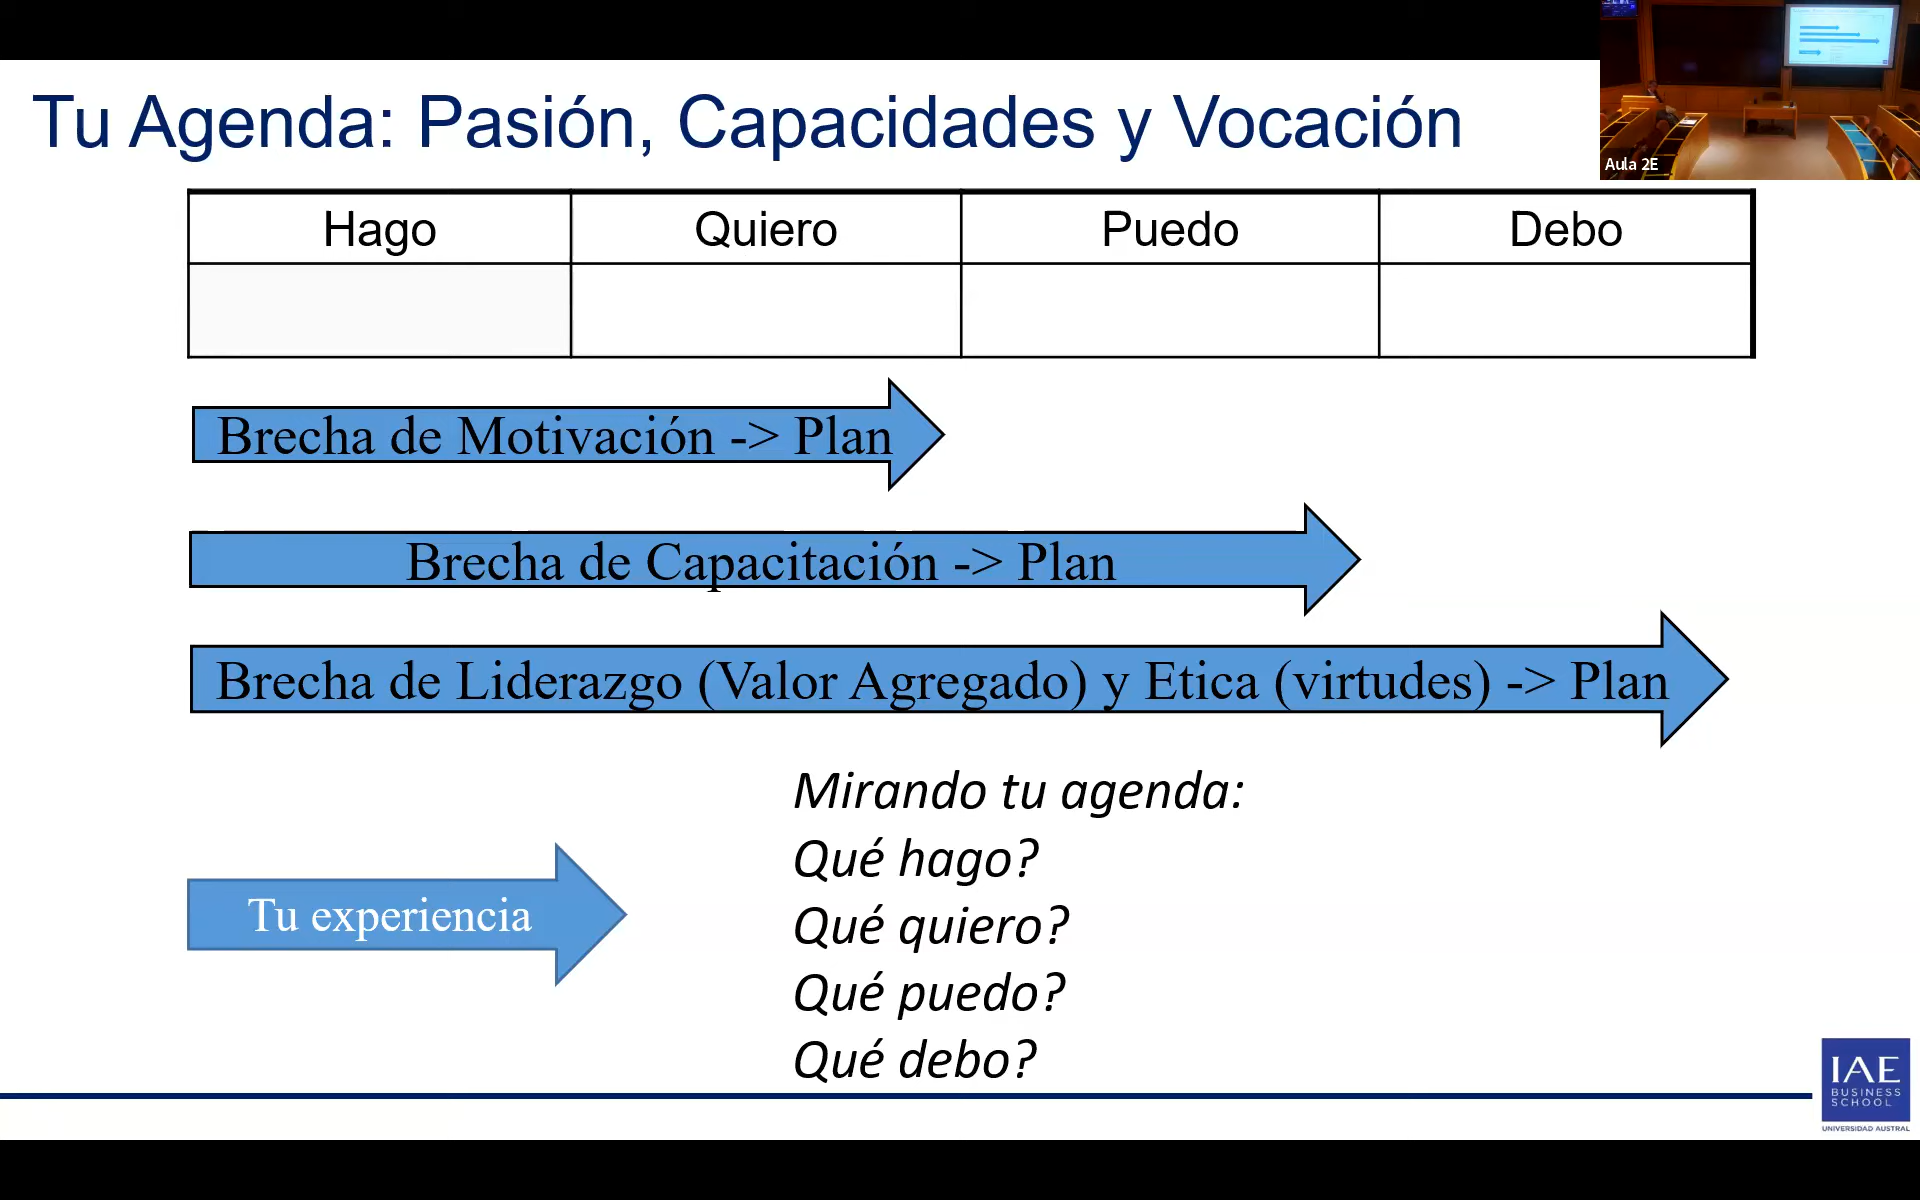 Tu Agenda: Pasión, Capacidades y Vocación
Aula 2E
Hago Quiero Puedo Debo
Brecha de Motivación -> Plan
Brecha de Capacitación -> Plan
Brecha de Liderazgo (Valor Agregado) y Etica (virtudes) -> Plan
Tu experiencia
Mirando tu agenda:
Qué hago?
Qué quiero?
Qué puedo?
Qué debo?
IAE
BUSINESS
SCHOOL
UNIVERSIDAD AUSTRAL